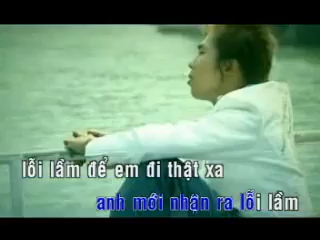 lỗi lầm để em đi thật xa
anh mới nhận ra lỗi lầm